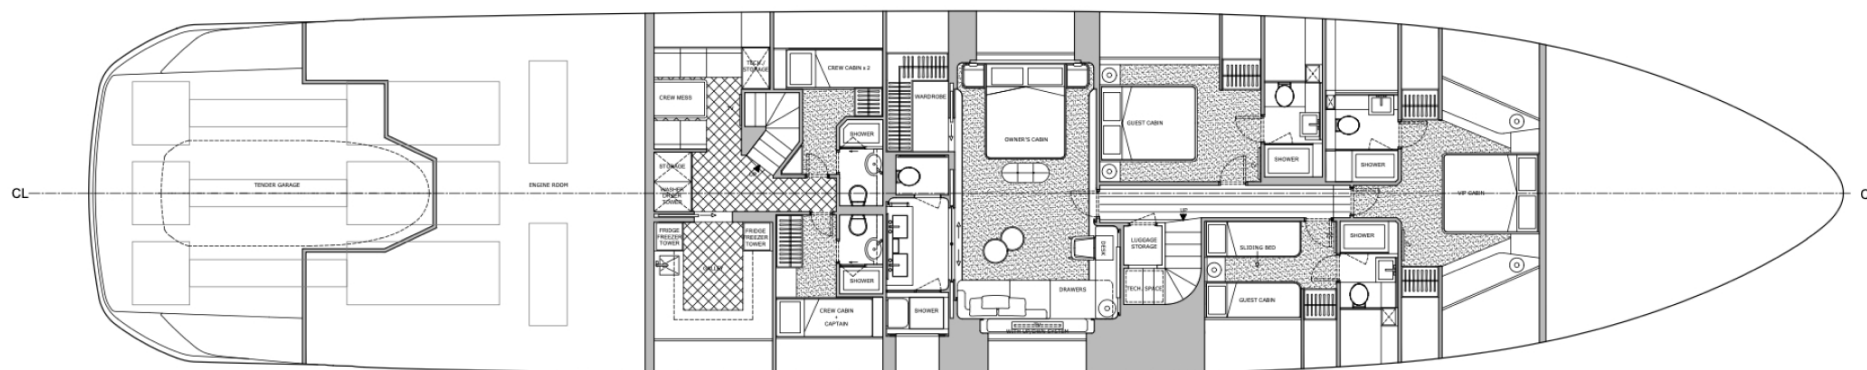 CL
TENDER GARAGE
ENGINE ROOM
TECH./
STORAGE
CREW MESS
STORAGE
WASHER
DRYER
TOWER
UP
FRIDGE
FREEZER
TOWER
FRIDGE
FREEZER
TOWER
GALLEY
CREW CABIN x 2
SHOWER
SHOWER
CREW CABIN
+
CAPTAIN
WARDROBE
SHOWER
OWNER'S CABIN
DESK
DRAWERS
GUEST CABIN
SHOWER
LUGGAGE
STORAGE
UP
TECH. SPACE
SLIDING BED
GUEST CABIN
SHOWER
SHOWER
VIP CABIN